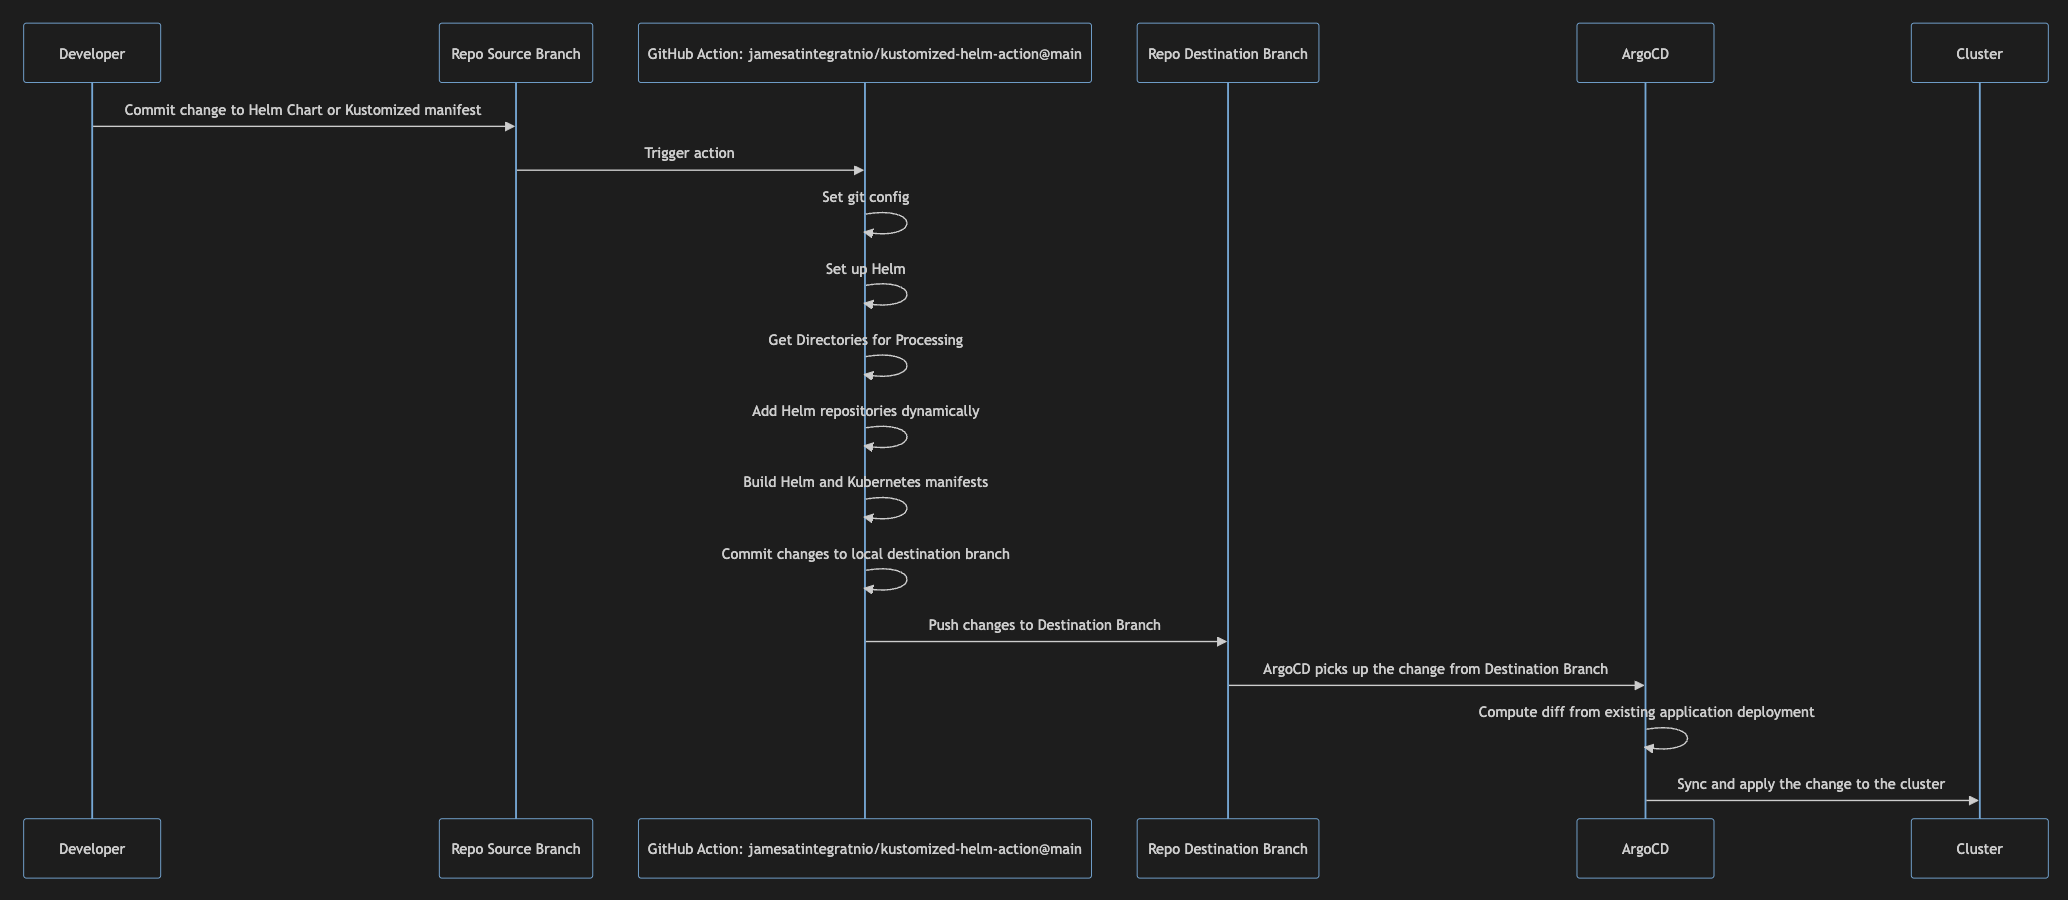 Developer
Repo Source Branch
GitHub Action: jamesatintegratnio/kustomized-helm-action@main
Repo Destination Branch
ArgoCD
Cluster
Commit change to Helm Chart or Kustomized manifest
Trigger action
Set git config
Set up Helm
Get Directories for Processing
Add Helm repositories dynamically
Build Helm and Kubernetes manifests
Commit changes to local destination branch
Push changes to Destination Branch
ArgoCD picks up the change from Destination Branch
Compute diff from existing application deployment
Sync and apply the change to the cluster
Developer
Repo Source Branch
GitHub Action: jamesatintegratnio/kustomized-helm-action@main
Repo Destination Branch
ArgoCD
Cluster